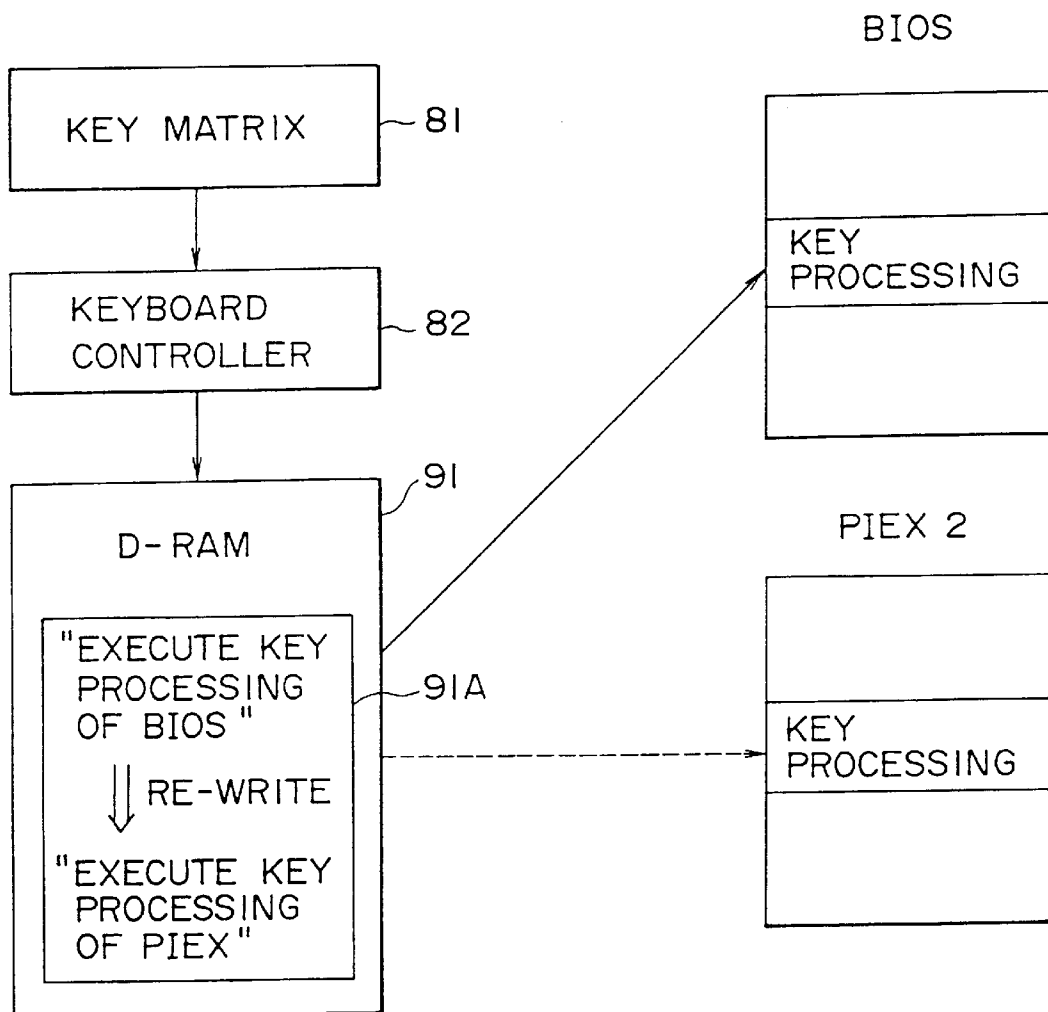 BIOS
KEY MATRIX
81
KEY
PROCESSING
KEYBOARD
CONTROLLER
82
91
D-RAM
PIEX 2
"EXECUTE KEY
PROCESSING
OF BIOS"
91A
RE-WRITE
KEY
PROCESSING
"EXECUTE KEY
PROCESSING
OF PIEX"